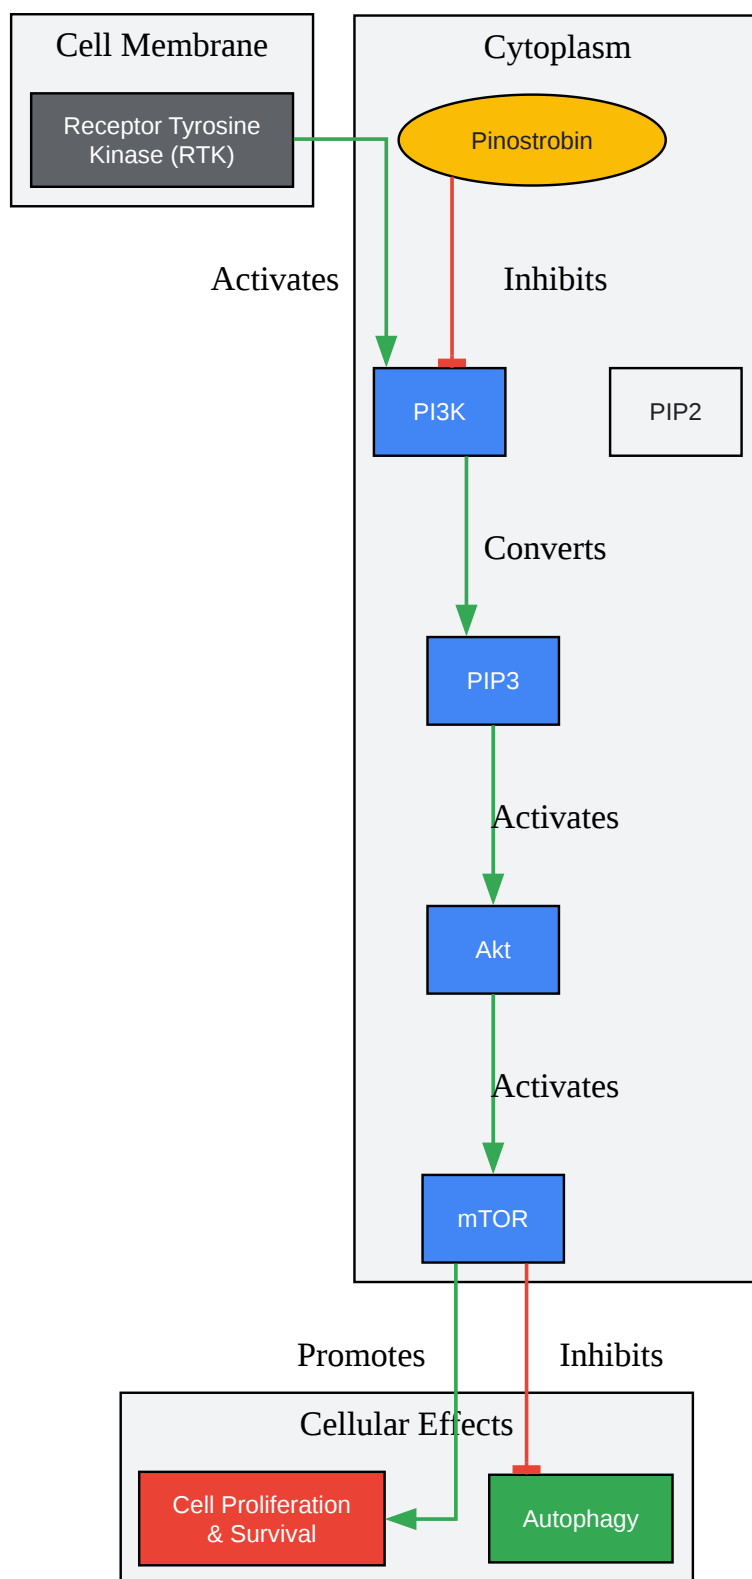 Cell Membrane
Cytoplasm
Receptor Tyrosine
Kinase (RTK)
Pinostrobin
Activates
Inhibits
PI3K
PIP2
Converts
PIP3
Activates
Akt
Activates
mTOR
Promotes
Inhibits
Cellular Effects
Cell Proliferation
& Survival
Autophagy